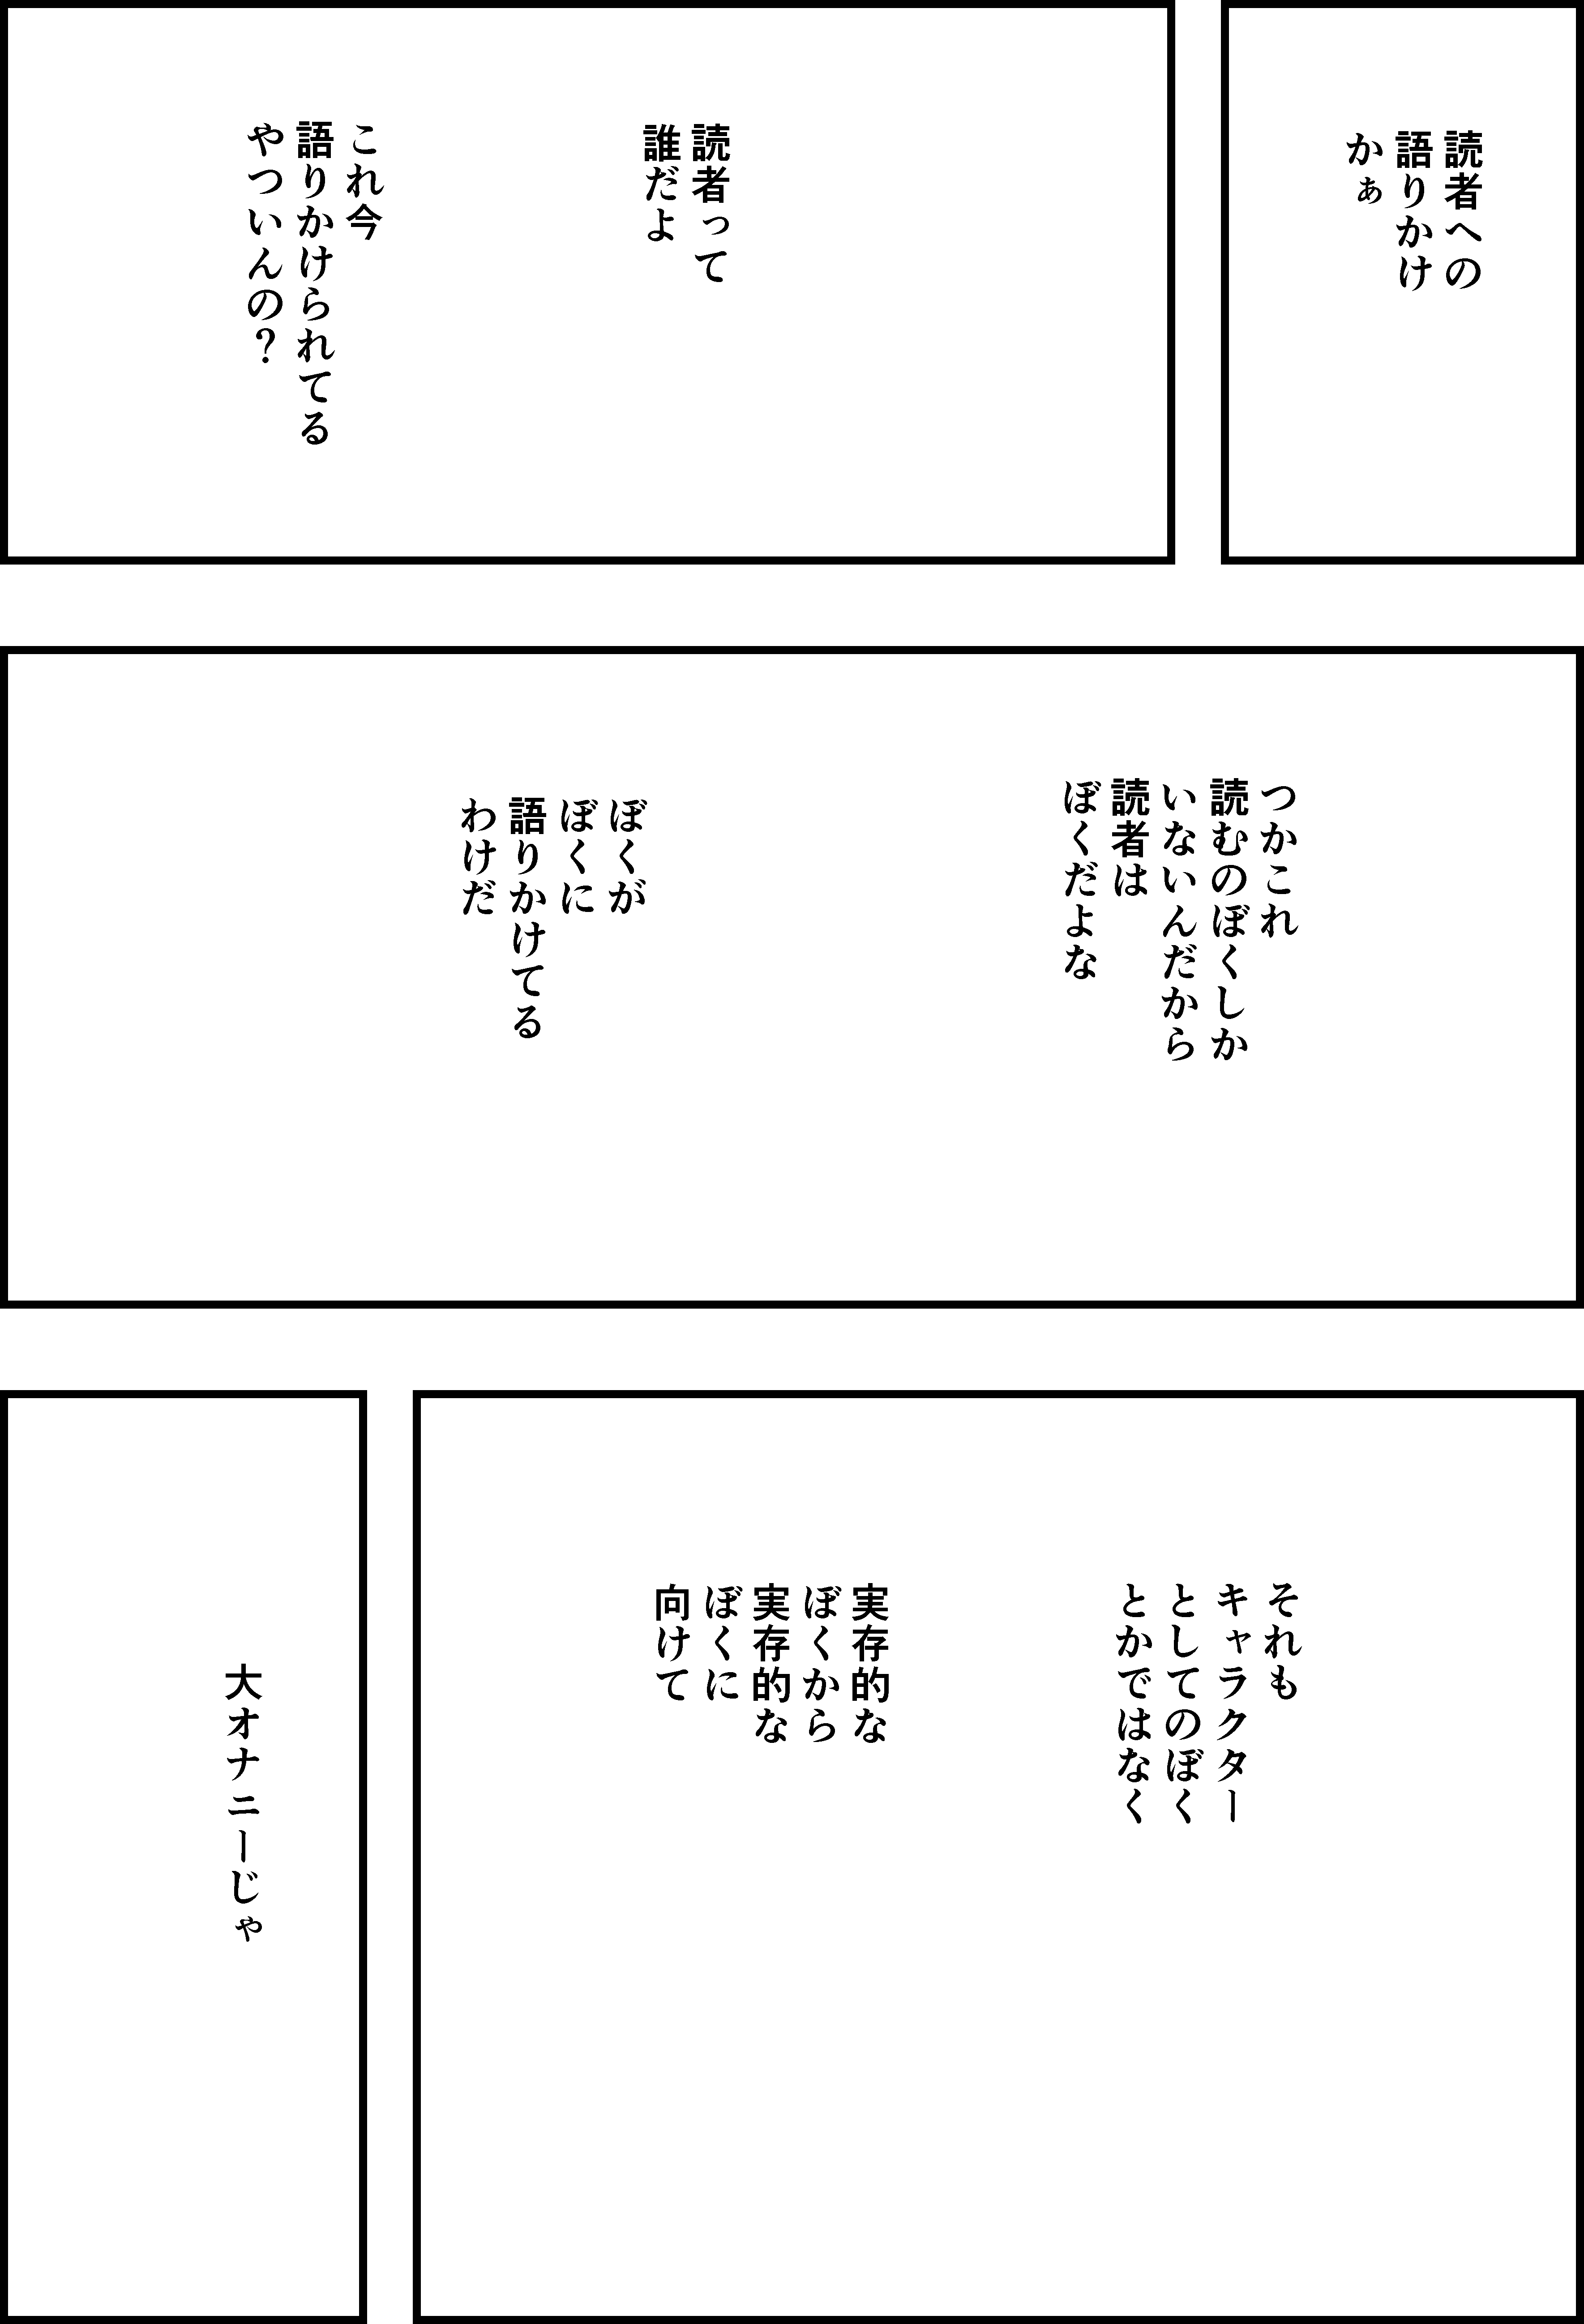 読者への
語りかけ
かぁ
読者って
誰だよ
これ今
語りかけられてる
やついんの？
つかこれ
読むのぼくしか
いないんだから
読者は
ぼくだよな
ぼくが
ぼくに
語りかけてる
わけだ
それも
キャラクター
としてのぼく
とかではなく
実存的な
ぼくから
実存的な
ぼくに
向けて
大オナニーじゃ